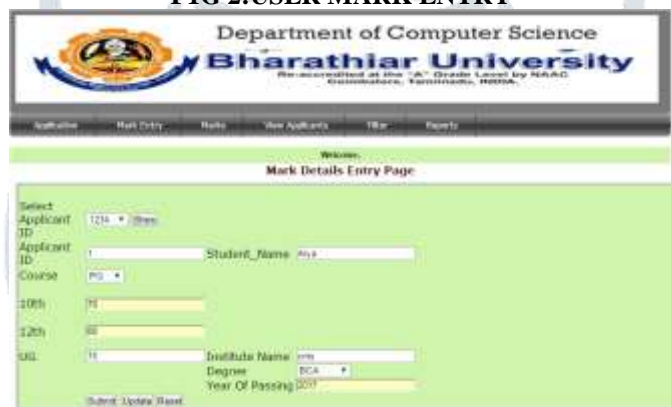 FIG 2:USER MARK ENTRY
Department of Computer Science
Bharathiar University
Re-accredited at the "A" Grade Level by NAAC
Coimbatore, Tamilnadu, INDIA.
Application Mark Entry Marks View Applicants Filter Reports
Welcome,
Mark Details Entry Page
Select
Applicant
ID
1234 Show
Applicant
ID
1 Student_Name Arya
Course PG
10th
12th
UG Institute Name
Degree BCA
Year Of Passing 2017
Submit Update Reset